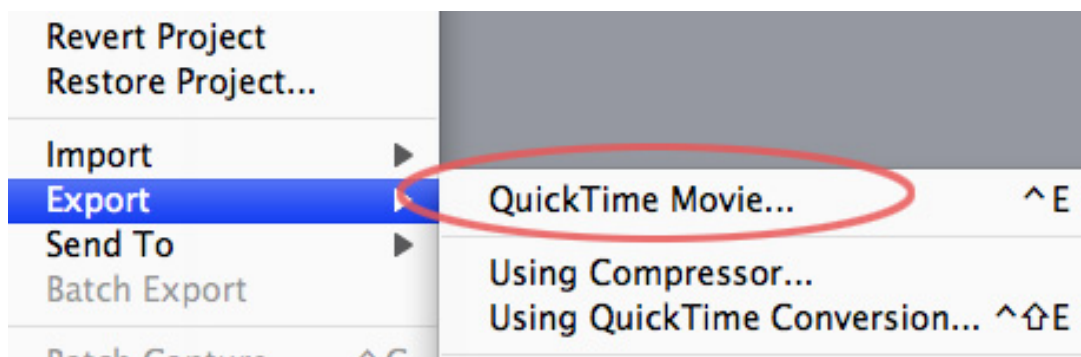 Revert Project
Restore Project...
Import
Export
Send To
Batch Export
QuickTime Movie... ^E
Using Compressor...
Using QuickTime Conversion... ^⇧E